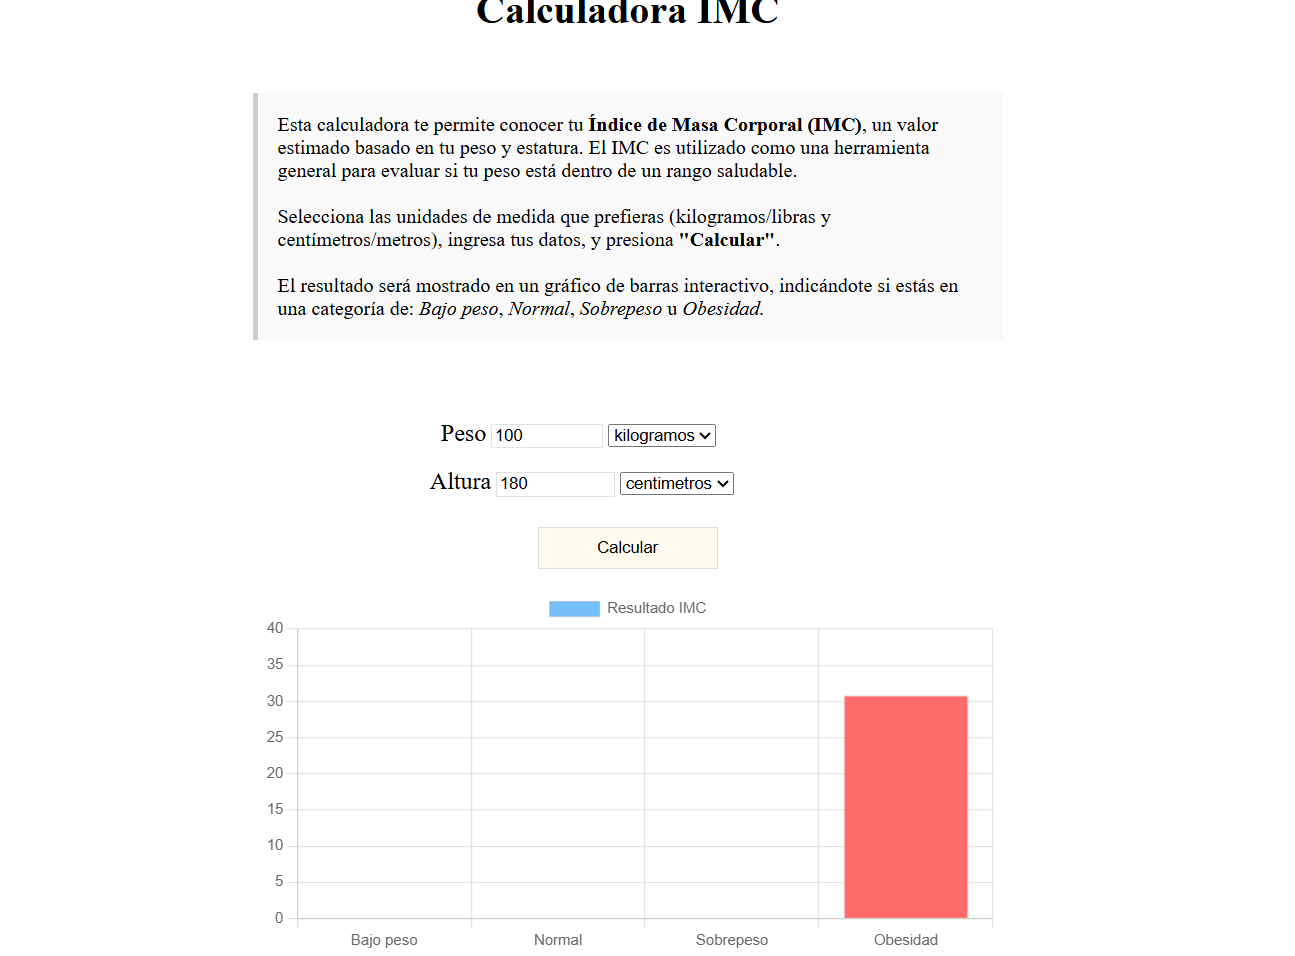 Calculadora IMC
Esta calculadora te permite conocer tu Índice de Masa Corporal (IMC), un valor
estimado basado en tu peso y estatura. El IMC es utilizado como una herramienta
general para evaluar si tu peso está dentro de un rango saludable.
Selecciona las unidades de medida que prefieras (kilogramos/libras y
centímetros/metros), ingresa tus datos, y presiona "Calcular".
El resultado será mostrado en un gráfico de barras interactivo, indicándote si estás en
una categoría de: Bajo peso, Normal, Sobrepeso u Obesidad.
Peso 100 kilogramos
Altura 180 centimetros
Calcular
Resultado IMC
40
35
30
25
20
15
10
5
0
Bajo peso Normal Sobrepeso Obesidad